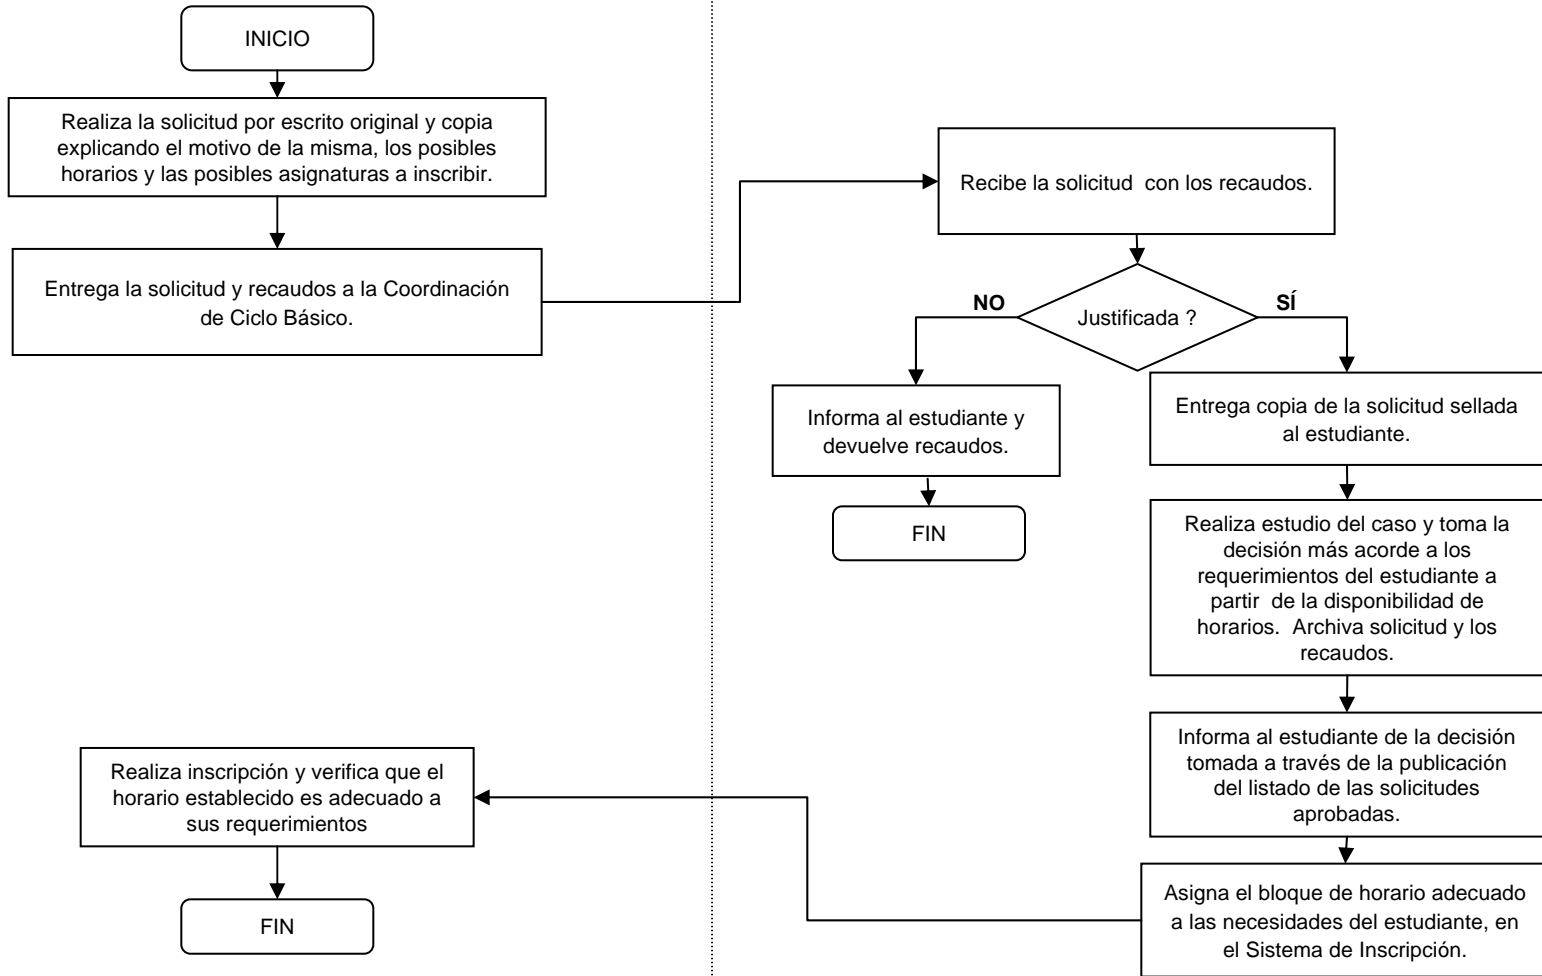 INICIO
Realiza la solicitud por escrito original y copia
explicando el motivo de la misma, los posibles
horarios y las posibles asignaturas a inscribir.
Entrega la solicitud y recaudos a la Coordinación
de Ciclo Básico.
Recibe la solicitud con los recaudos.
Justificada ?
NO
SÍ
Informa al estudiante y
devuelve recaudos.
FIN
Entrega copia de la solicitud sellada
al estudiante.
Realiza estudio del caso y toma la
decisión más acorde a los
requerimientos del estudiante a
partir de la disponibilidad de
horarios. Archiva solicitud y los
recaudos.
Informa al estudiante de la decisión
tomada a través de la publicación
del listado de las solicitudes
aprobadas.
Asigna el bloque de horario adecuado
a las necesidades del estudiante, en
el Sistema de Inscripción.
Realiza inscripción y verifica que el
horario establecido es adecuado a
sus requerimientos
FIN